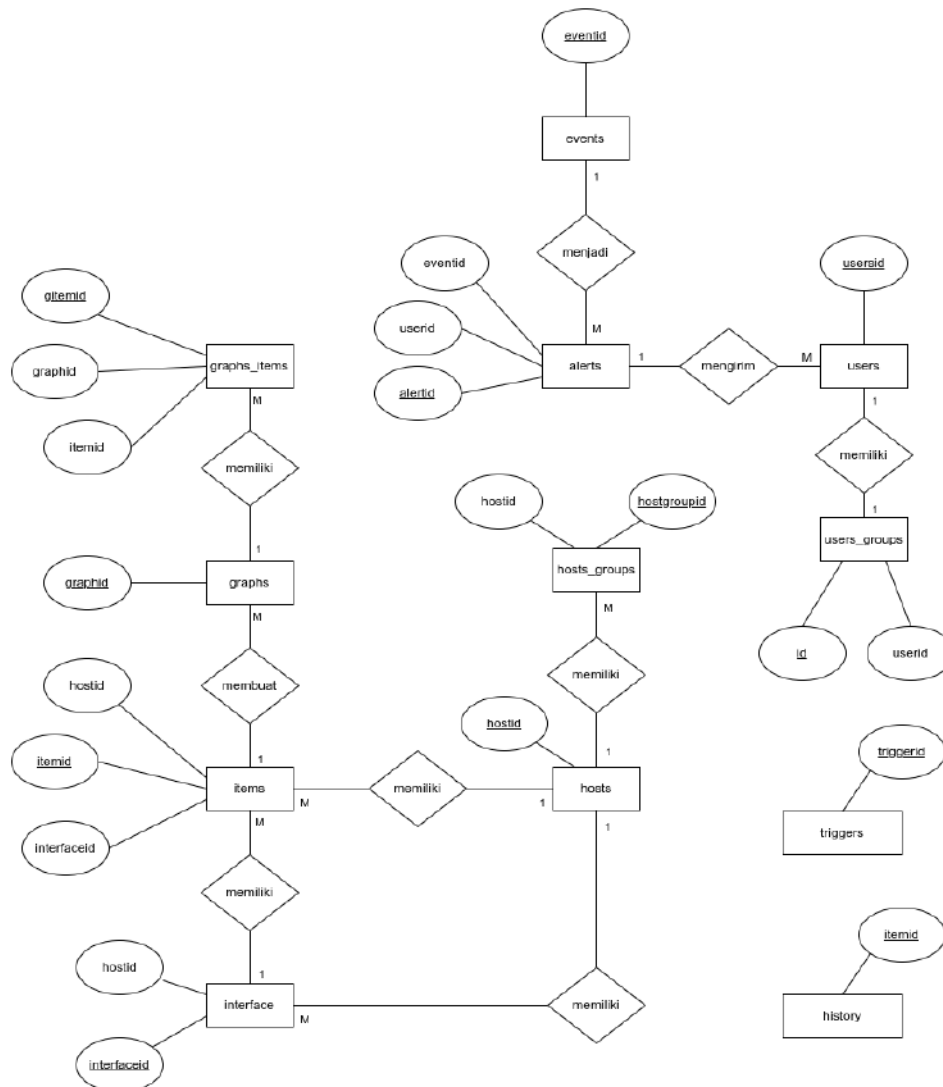 eventid
events
1
menjadi
eventid
usersid
gitemid
userid
M
graphs_items
alerts
1
mengirim
M
users
graphid
alertid
M
1
itemid
memiliki
memiliki
hostid
hostgroupid
1
users_groups
1
graphid
graphs
hosts_groups
M
M
id
userid
hostid
membuat
memiliki
hostid
triggerid
itemid
1
1
items
M
memiliki
1
hosts
M
1
triggers
interfaceid
memiliki
itemid
hostid
1
interface
M
memiliki
history
interfaceid